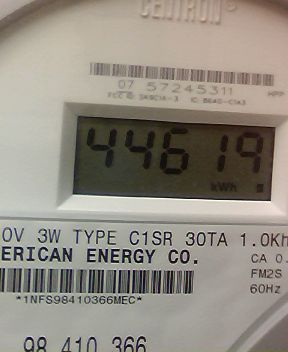 CENTRON®
07 57245311
44619
kWh
0V 3W TYPE C1SR 30TA 1.0Kh
ERICAN ENERGY CO.
CA 0.
FM2S
60Hz
*1NFS98410366MEC*
98 410 366